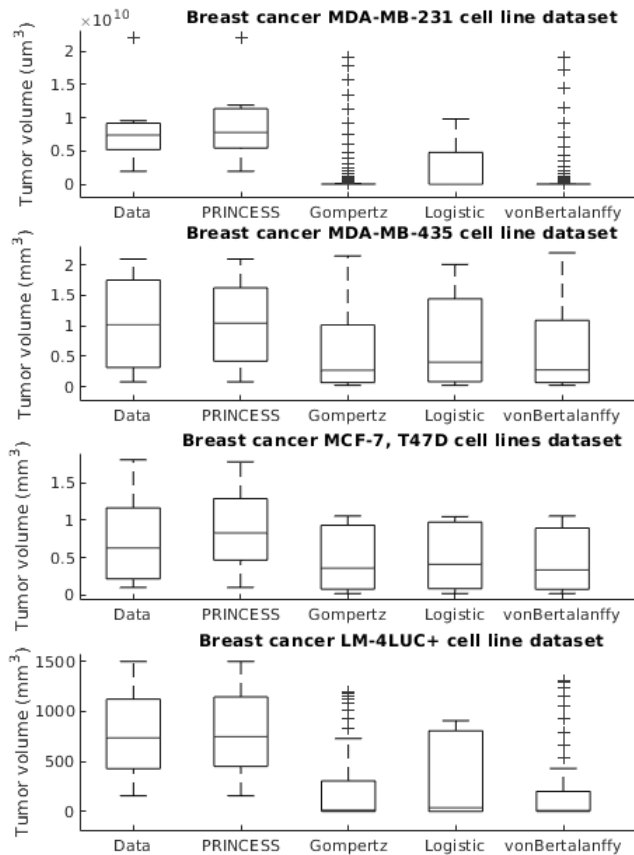 Breast cancer MDA-MB-231 cell line dataset
×10^10
Tumor volume (um^3)
2
1.5
1
0.5
0
Data PRINCESS Gompertz Logistic vonBertalanffy
Breast cancer MDA-MB-435 cell line dataset
Tumor volume (mm^3)
2
1.5
1
0.5
0
Data PRINCESS Gompertz Logistic vonBertalanffy
Breast cancer MCF-7, T47D cell lines dataset
Tumor volume (mm^3)
1.5
1
0.5
0
Data PRINCESS Gompertz Logistic vonBertalanffy
Breast cancer LM-4LUC+ cell line dataset
Tumor volume (mm^3)
1500
1000
500
0
Data PRINCESS Gompertz Logistic vonBertalanffy